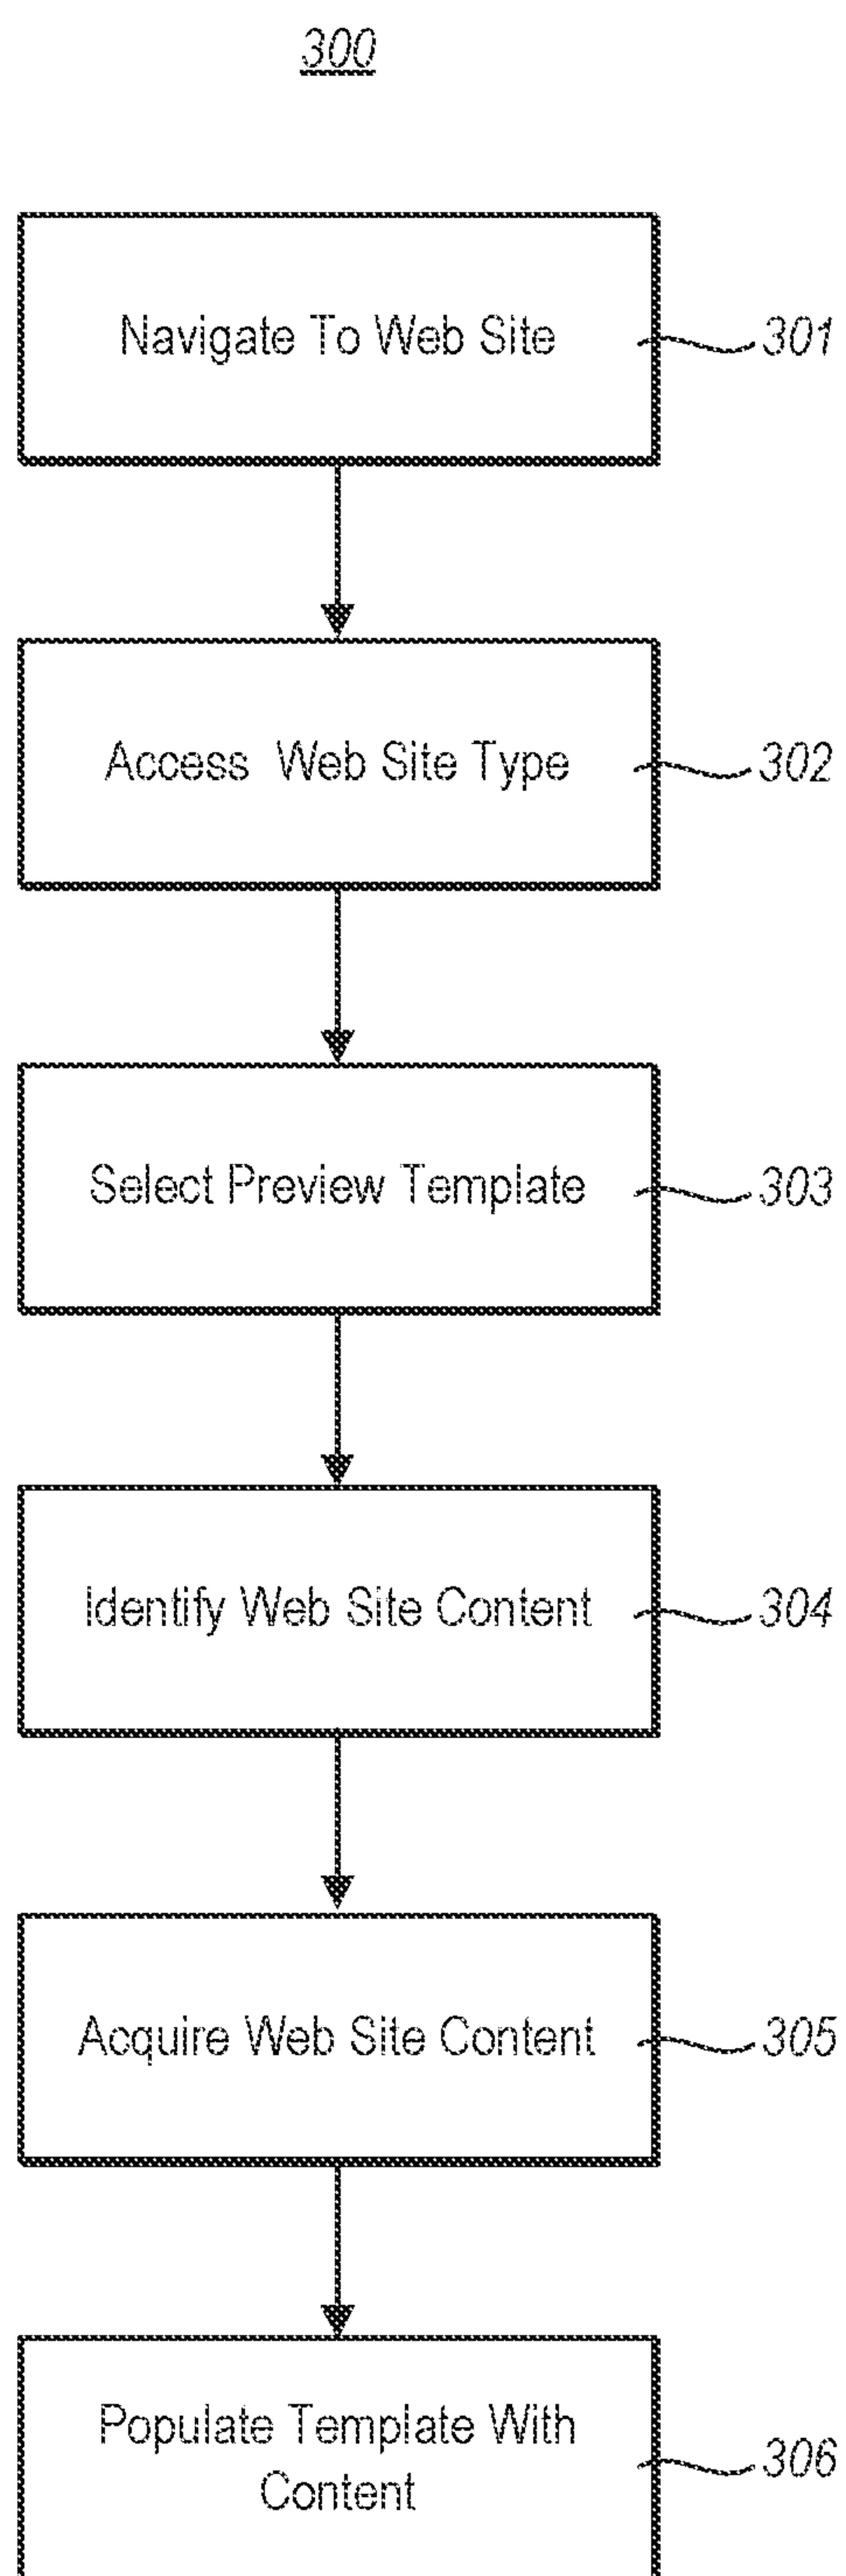 300
Navigate To Web Site
301
Access Web Site Type
302
Select Preview Template
303
Identify Web Site Content
304
Acquire Web Site Content
305
Populate Template With
Content
306